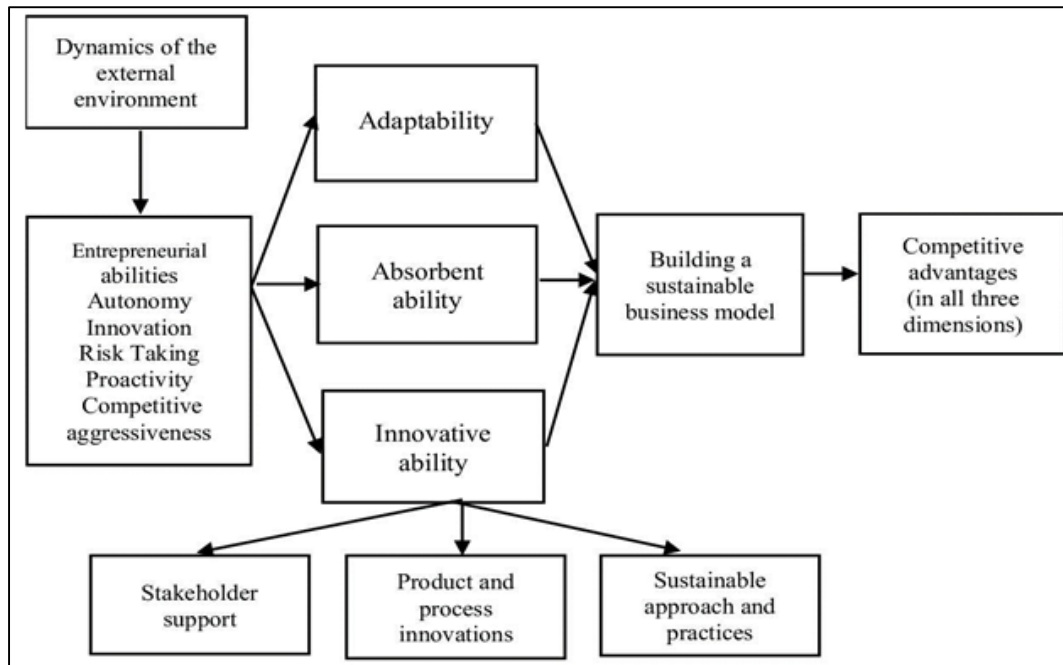 Dynamics of the
external
environment
Entrepreneurial
abilities
Autonomy
Innovation
Risk Taking
Proactivity
Competitive
aggressiveness
Adaptability
Absorbent
ability
Innovative
ability
Building a
sustainable
business model
Competitive
advantages
(in all three
dimensions)
Stakeholder
support
Product and
process
innovations
Sustainable
approach and
practices